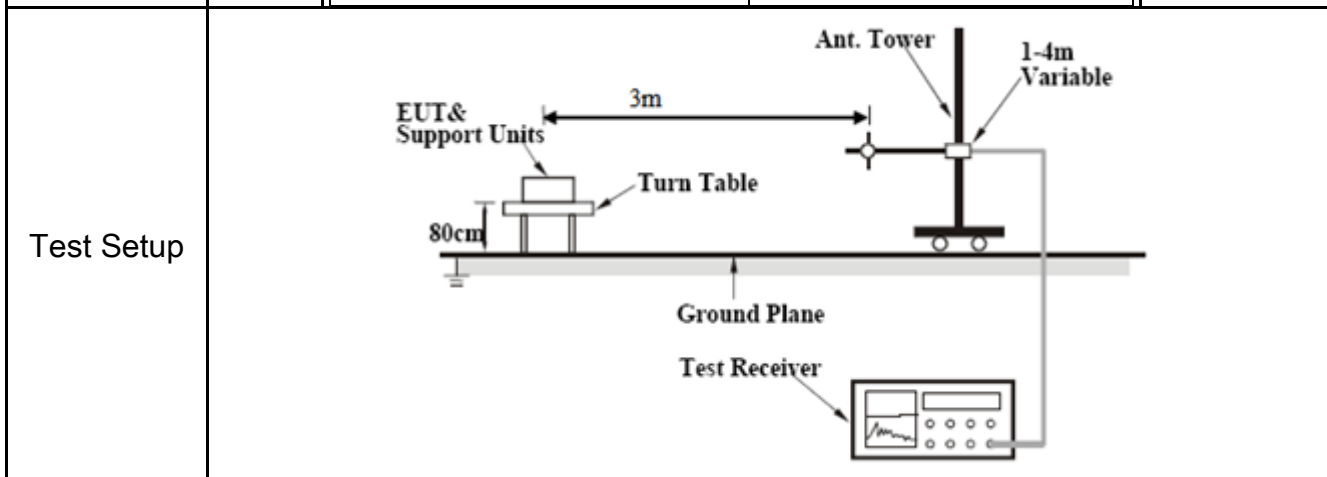 Test Setup
Ant. Tower
1-4m
Variable
3m
EUT&
Support Units
Turn Table
80cm
Ground Plane
Test Receiver